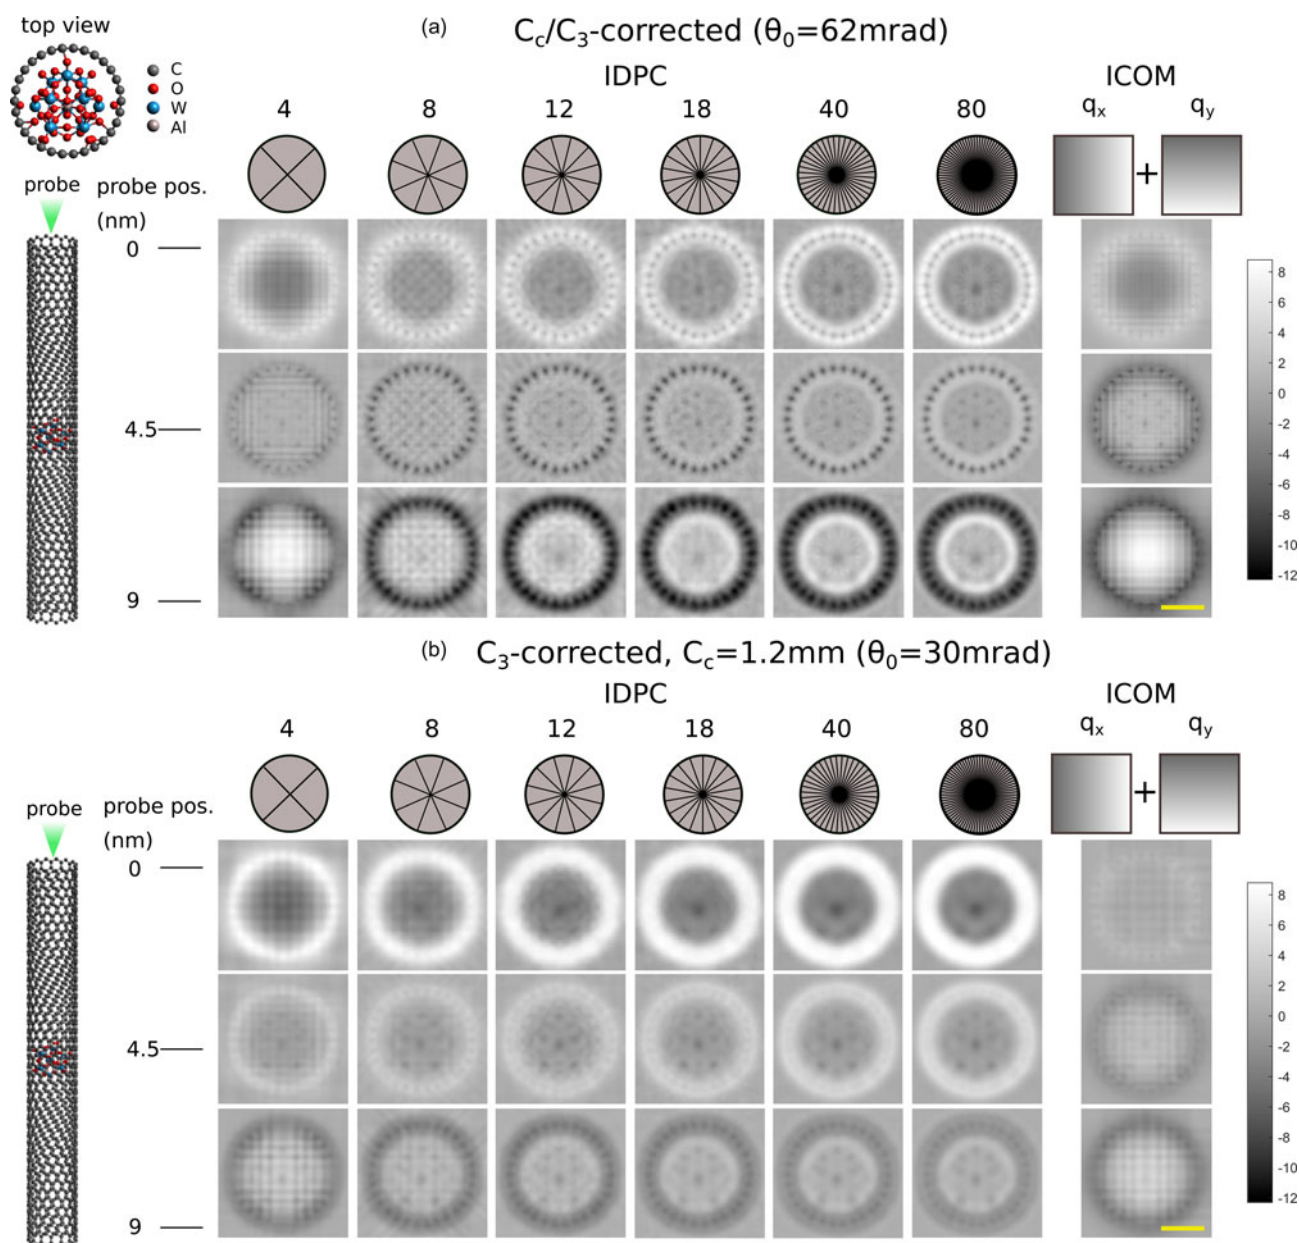 top view
C
O
W
Al
(a) Cc/C₃-corrected (θ₀=62mrad)
IDPC ICOM
4 8 12 18 40 80 qₓ qy
+
probe
probe pos.
(nm)
0
4.5
9
8
6
4
2
0
-2
-4
-6
-8
-10
-12
(b) C₃-corrected, Cc=1.2mm (θ₀=30mrad)
IDPC ICOM
4 8 12 18 40 80 qₓ qy
+
probe
probe pos.
(nm)
0
4.5
9
8
6
4
2
0
-2
-4
-6
-8
-10
-12